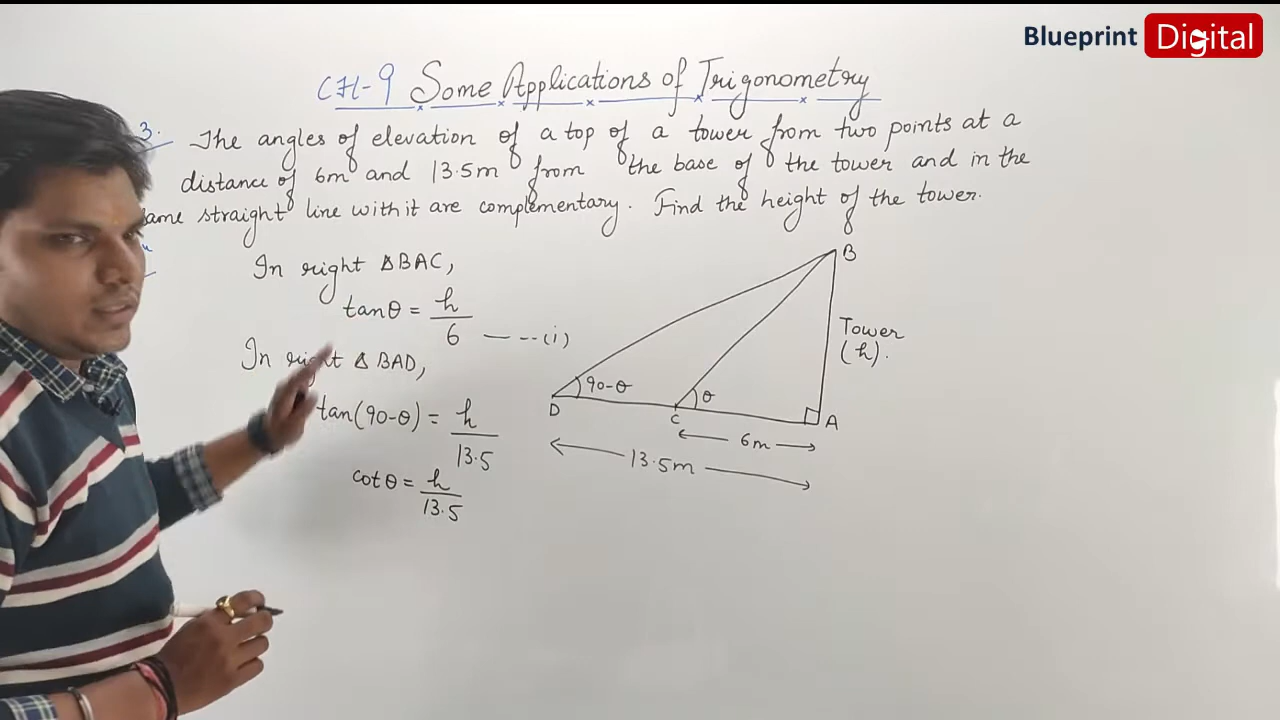 Blueprint Digital
CH-9 Some Applications of Trigonometry
3. The angles of elevation of a top of a tower from two points at a
distance of 6m and 13.5m from the base of the tower and in the
ame straight line with it are complementary. Find the height of the tower.
In right ΔBAC,
tanθ = h/6 —--(i)
In right Δ BAD,
tan(90-θ) = h/13.5
cotθ = h/13.5
B
Tower
(h).
90-θ
θ
D
C
A
6m
13.5m